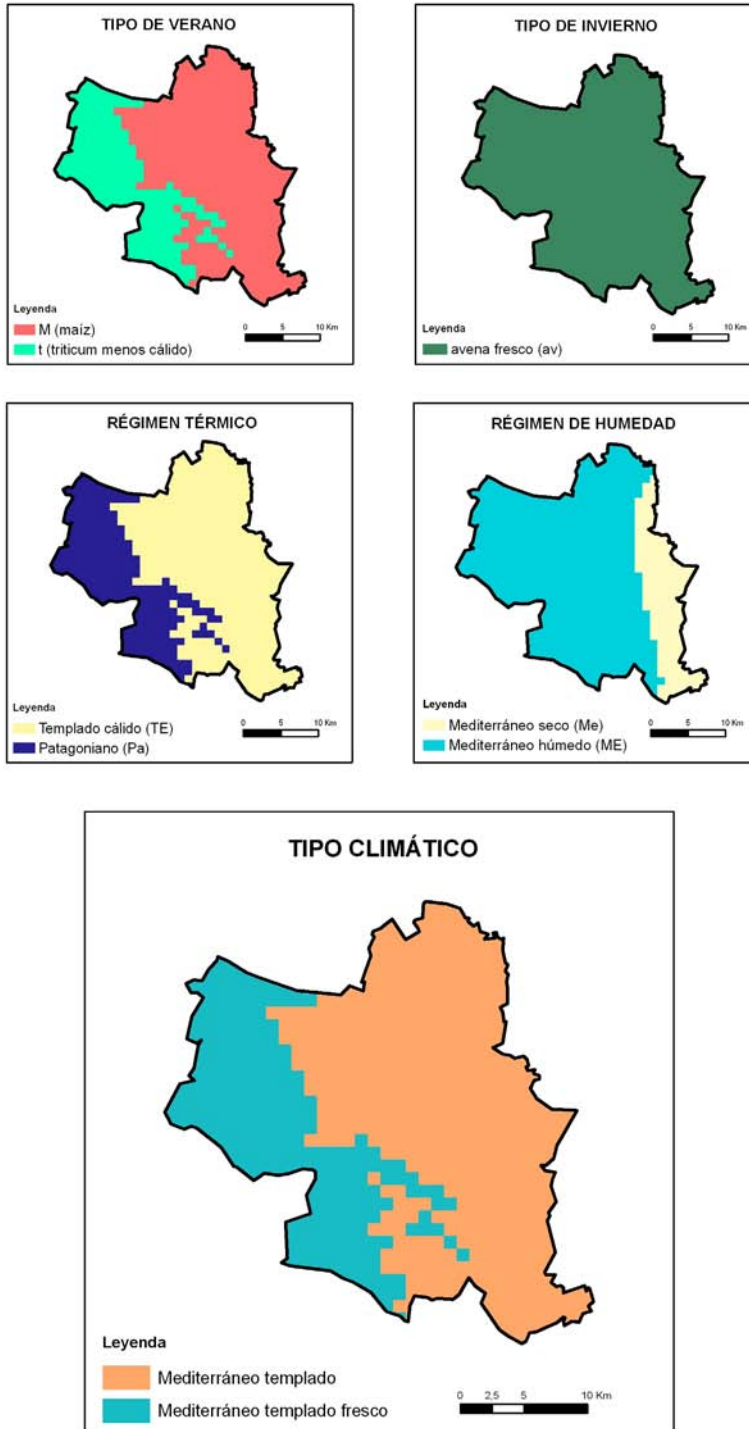 TIPO DE VERANO
Leyenda
M (maíz)
t (triticum menos cálido)
0 5 10 Km
TIPO DE INVIERNO
Leyenda
avena fresco (av)
0 5 10 Km
RÉGIMEN TÉRMICO
Leyenda
Templado cálido (TE)
Patagoniano (Pa)
0 5 10 Km
RÉGIMEN DE HUMEDAD
Leyenda
Mediterráneo seco (Me)
Mediterráneo húmedo (ME)
0 5 10 Km
TIPO CLIMÁTICO
Leyenda
Mediterráneo templado
Mediterráneo templado fresco
0 2,5 5 10 Km